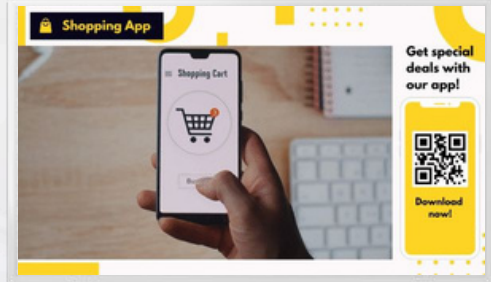 Shopping App
Shopping Cart
Get special
deals with
our app!
Download
now!